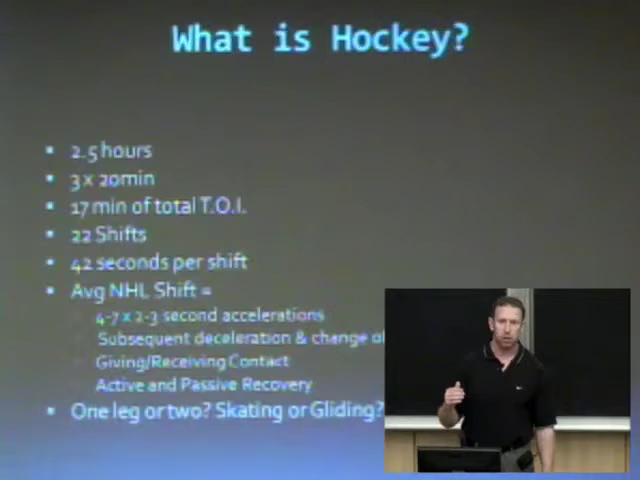 What is Hockey?
▪ 2.5 hours
▪ 3 x 20min
▪ 17 min of total T.O.I.
▪ 22 Shifts
▪ 42 seconds per shift
▪ Avg NHL Shift =
4-7 x 2-3 second accelerations
Subsequent deceleration & change of
Giving/Receiving Contact
Active and Passive Recovery
▪ One leg or two? Skating or Gliding?